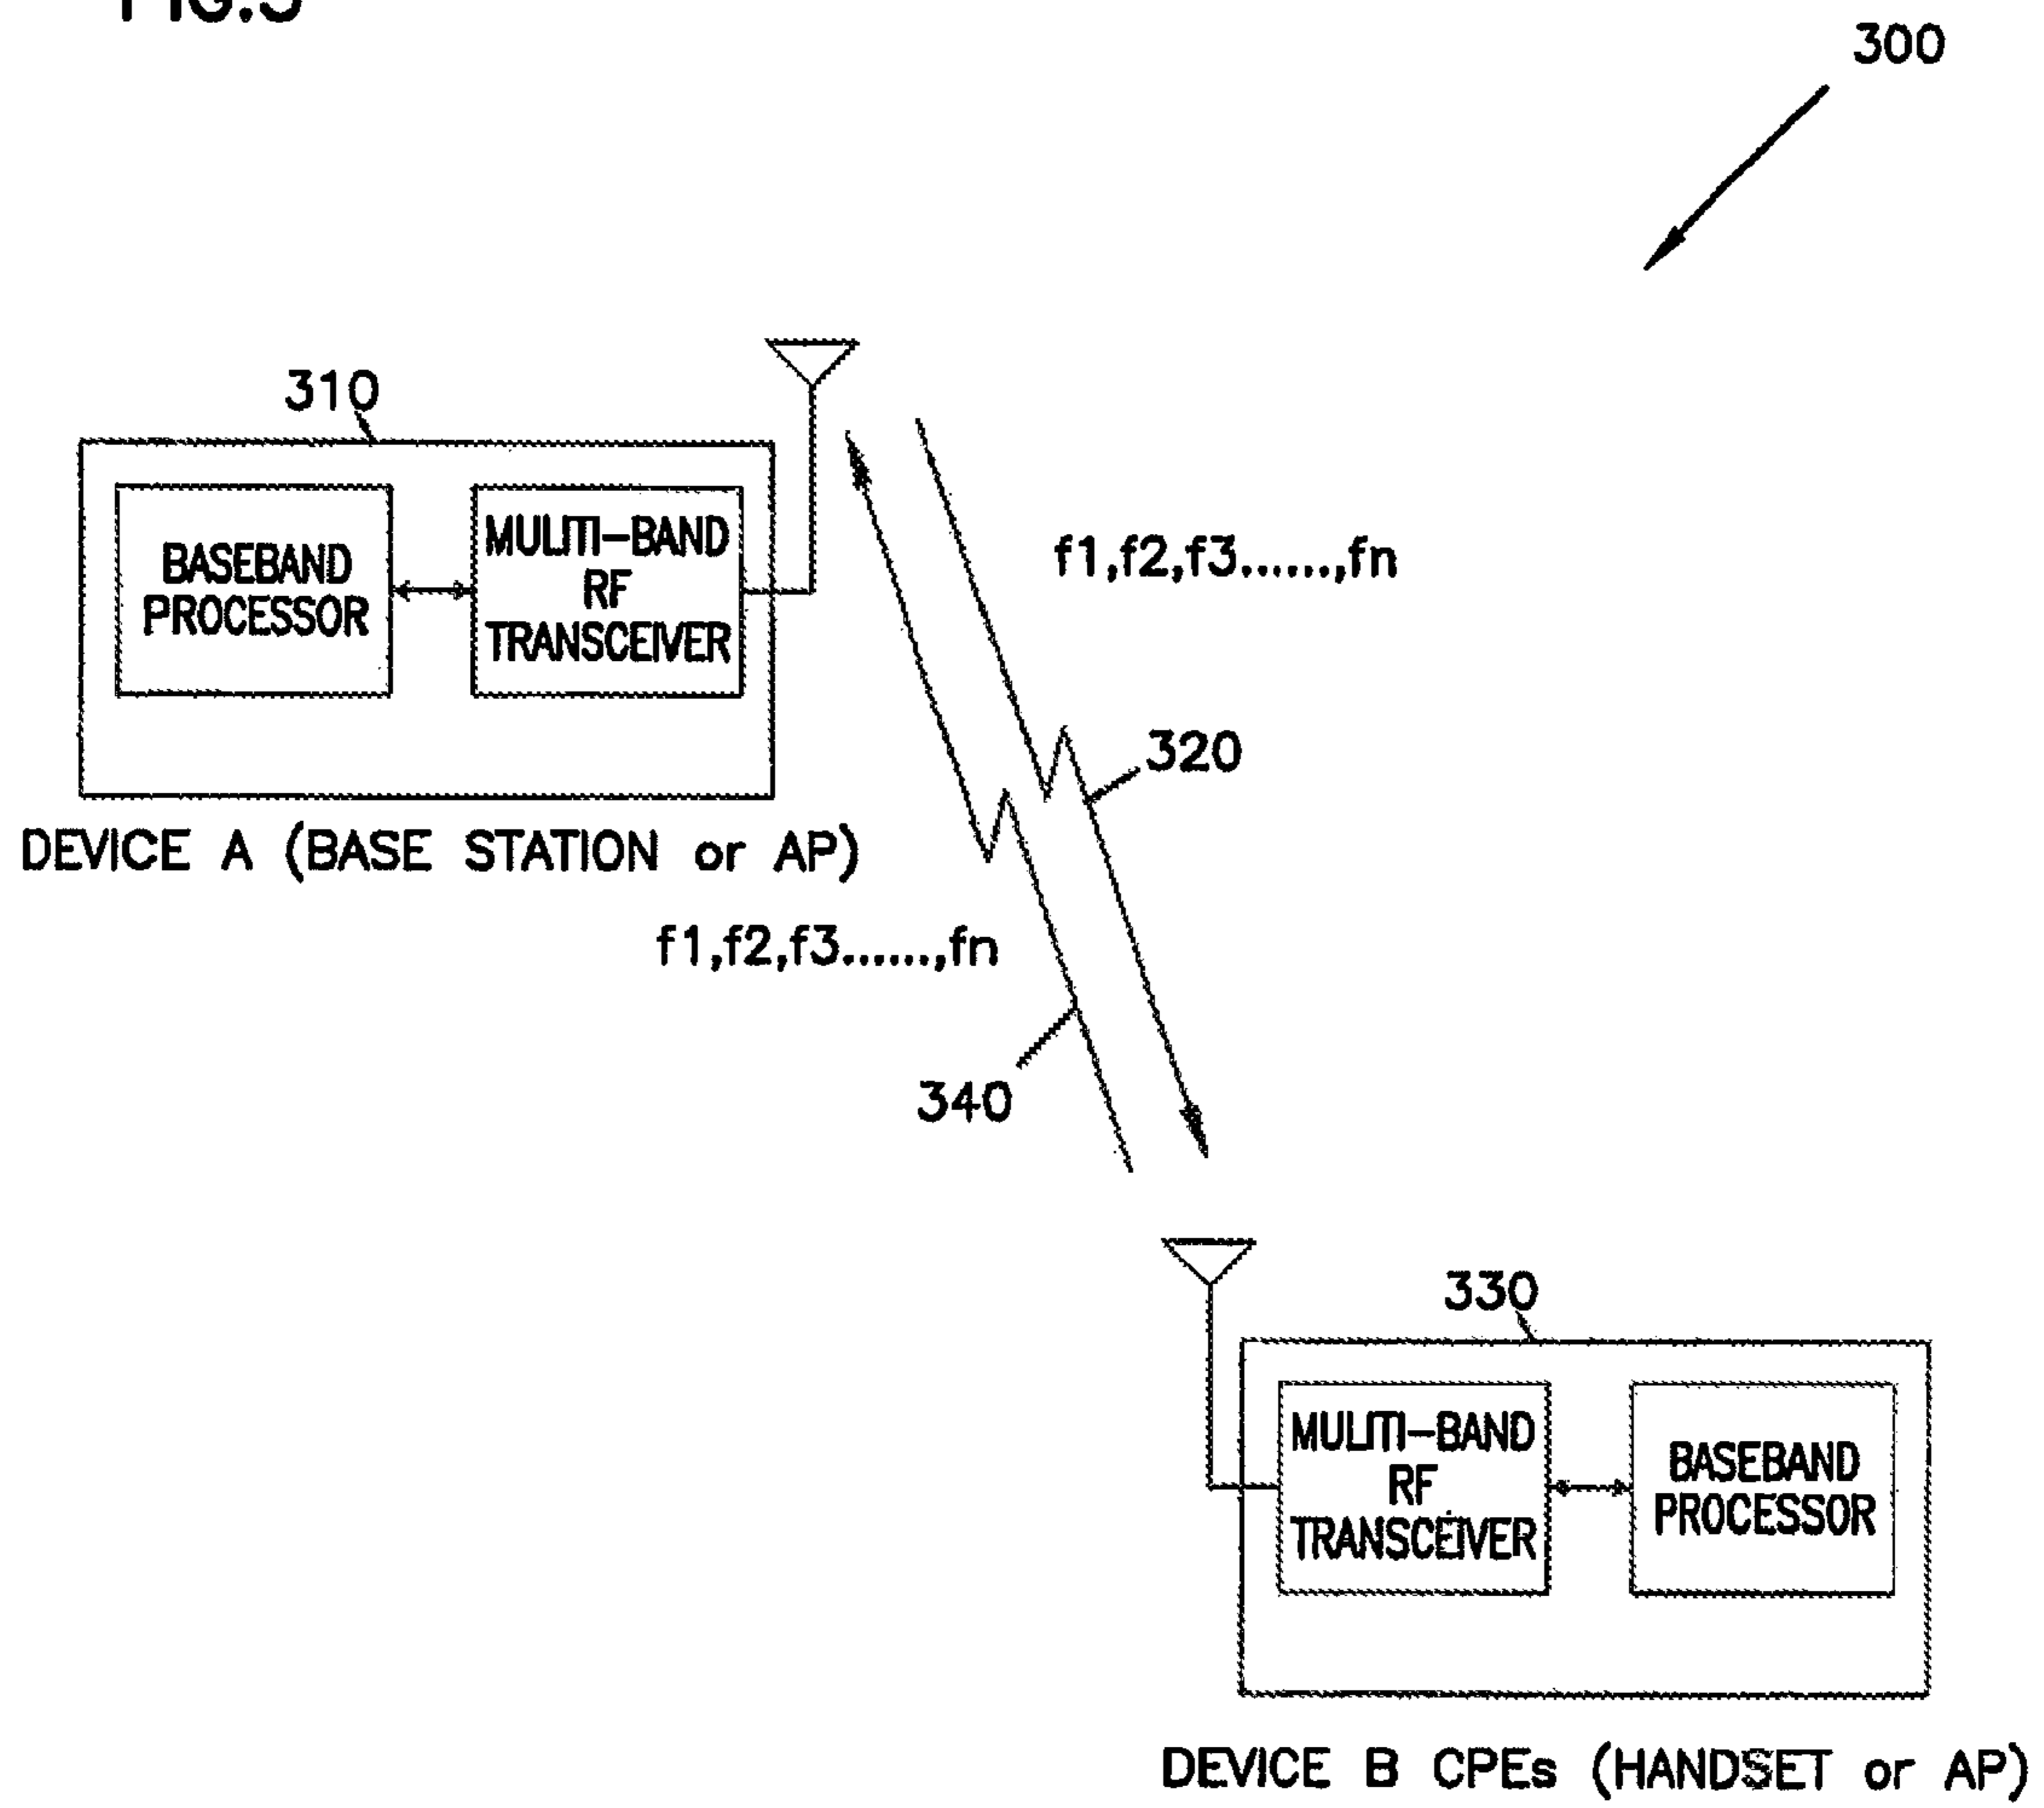 FIG.3
300
310
BASEBAND
PROCESSOR
MULITI-BAND
RF
TRANSCEIVER
f1,f2,f3......,fn
320
DEVICE A (BASE STATION or AP)
f1,f2,f3......,fn
340
330
MULITI-BAND
RF
TRANSCEIVER
BASEBAND
PROCESSOR
DEVICE B CPEs (HANDSET or AP)